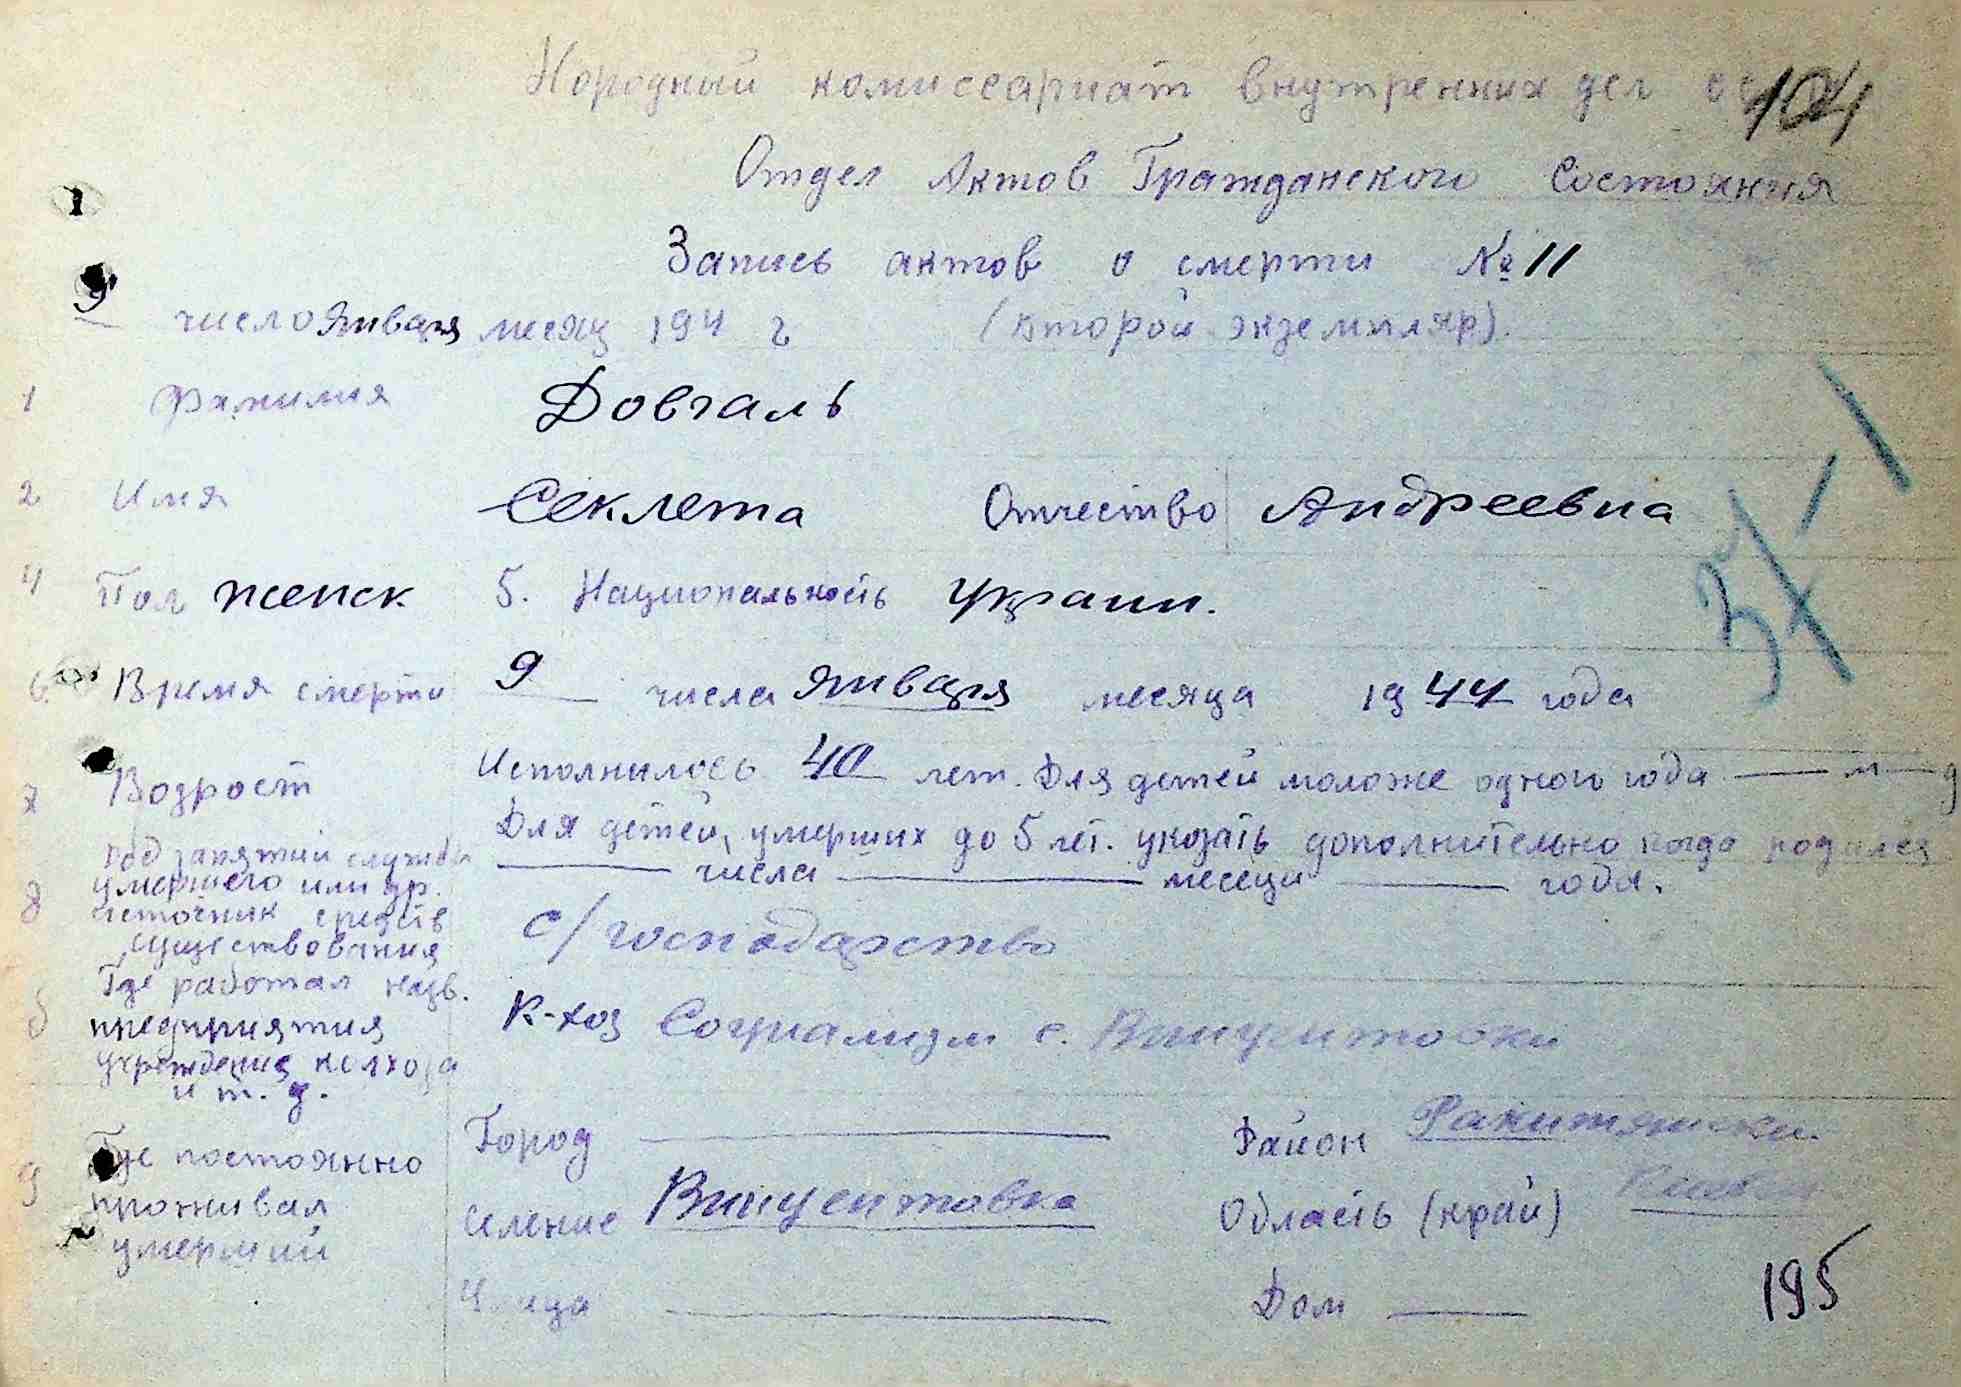 Народный комиссариат внутренних дел
104
Отдел Актов Гражданского Состояния
1
Запись актов о смерти № 11
9 число января месяц 194 г (второй экземпляр).
1 Фамилия Довгаль
2 Имя Секлета Отчество Андреевна
4 Пол женск 5. Национальность украин.
6. Время смерти 9 числа января месяца 1944 года
7 Возраст Исполнилось 40 лет. Для детей моложе одного года — м — д
Для детей, умерших до 5 лет. указать дополнительно когда родился
— числа — месеца — года.
8 Род занятий службы
умершего или др.
источник средств
существования
с/господарство
Где работал назв.
б предприятия
учреждения колхоза
и т. д.
К-хоз Социализм с. Винцентовки
9 Где постоянно
проживал
умерший
Город — Район Ракитянски.
Селение Винцентовка Область (край)
Улица — Дом —
195